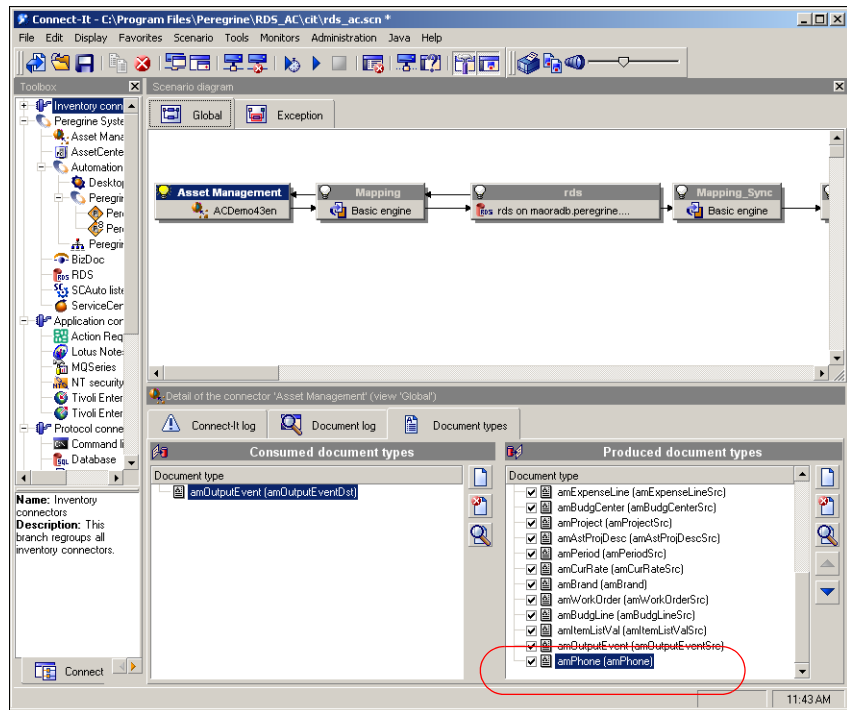 Connect-It - C:\Program Files\Peregrine\RDS_AC\cit\rds_ac.scn *
File Edit Display Favorites Scenario Tools Monitors Administration Java Help
Toolbox
Scenario diagram
Inventory conn
Peregrine Syste
Asset Mana
AssetCente
Automation
Desktop
Peregri
Per
Per
Peregrin
BizDoc
RDS
SCAuto liste
ServiceCer
Application cor
Action Req
Lotus Note
MQSeries
NT security
Tivoli Enter
Tivoli Enter
Protocol conne
Command li
Database
Name: Inventory
connectors
Description: This
branch regroups all
inventory connectors.
Connect
Global Exception
Asset Management
ACDemo43en
Mapping
Basic engine
rds
rds on maoradb.peregrine....
Mapping_Sync
Basic engine
Detail of the connector 'Asset Management' (view 'Global')
Connect-It log Document log Document types
Consumed document types
Document type
amOutputEvent (amOutputEventDst)
Produced document types
Document type
amExpenseLine (amExpenseLineSrc)
amBudgCenter (amBudgCenterSrc)
amProject (amProjectSrc)
amAstProjDesc (amAstProjDescSrc)
amPeriod (amPeriodSrc)
amCurRate (amCurRateSrc)
amBrand (amBrand)
amWorkOrder (amWorkOrderSrc)
amBudgLine (amBudgLineSrc)
amItemListVal (amItemListValSrc)
amOutputEvent (amOutputEventSrc)
amPhone (amPhone)
11:43 AM